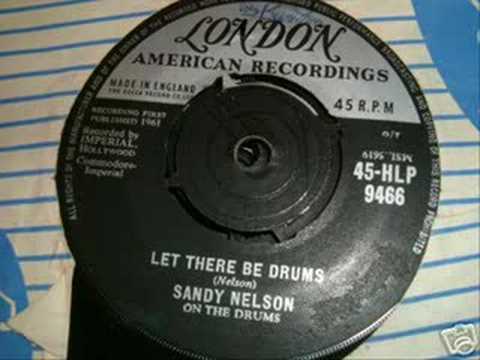 LONDON
AMERICAN RECORDINGS
MADE IN ENGLAND
45 R.P.M
RECORDING FIRST
PUBLISHED 1961
Recorded by
IMPERIAL,
HOLLYWOOD
Commodore-
Imperial
45-HLP
9466
LET THERE BE DRUMS
(Nelson)
SANDY NELSON
ON THE DRUMS